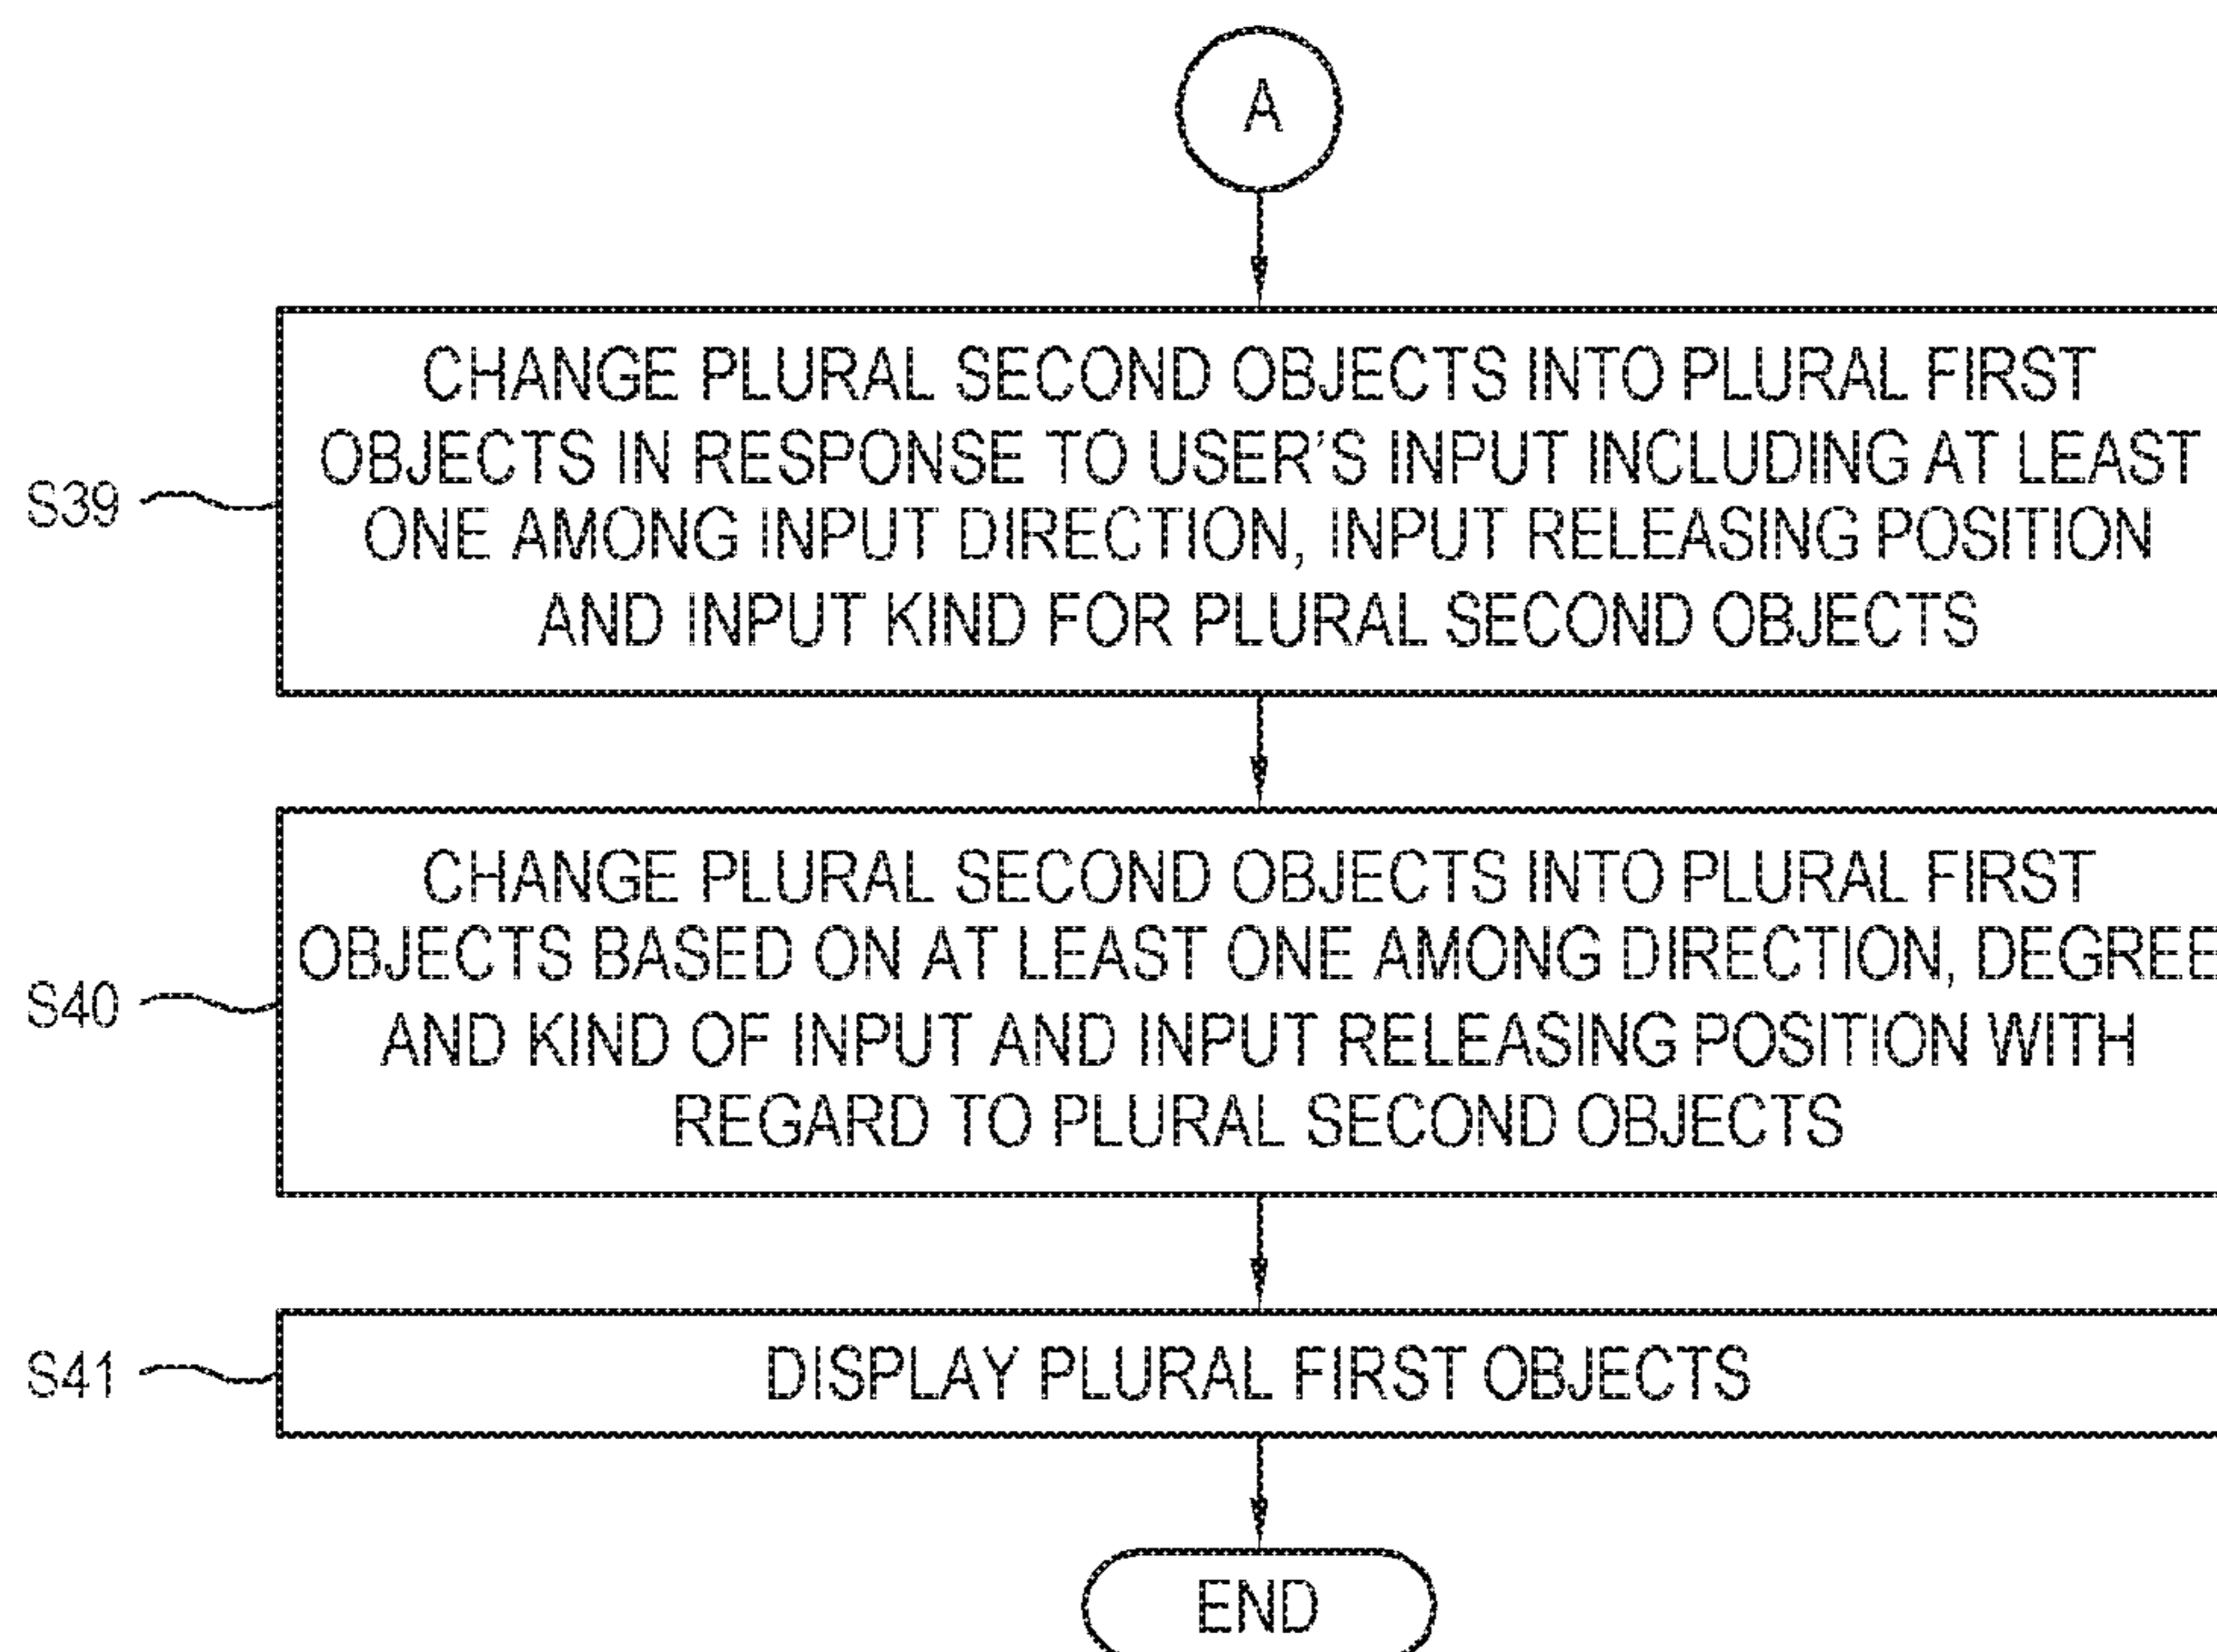 A
CHANGE PLURAL SECOND OBJECTS INTO PLURAL FIRST
OBJECTS IN RESPONSE TO USER'S INPUT INCLUDING AT LEAST
S39
ONE AMONG INPUT DIRECTION, INPUT RELEASING POSITION
AND INPUT KIND FOR PLURAL SECOND OBJECTS
CHANGE PLURAL SECOND OBJECTS INTO PLURAL FIRST
OBJECTS BASED ON AT LEAST ONE AMONG DIRECTION, DEGREE
S40
AND KIND OF INPUT AND INPUT RELEASING POSITION WITH
REGARD TO PLURAL SECOND OBJECTS
S41
DISPLAY PLURAL FIRST OBJECTS
END